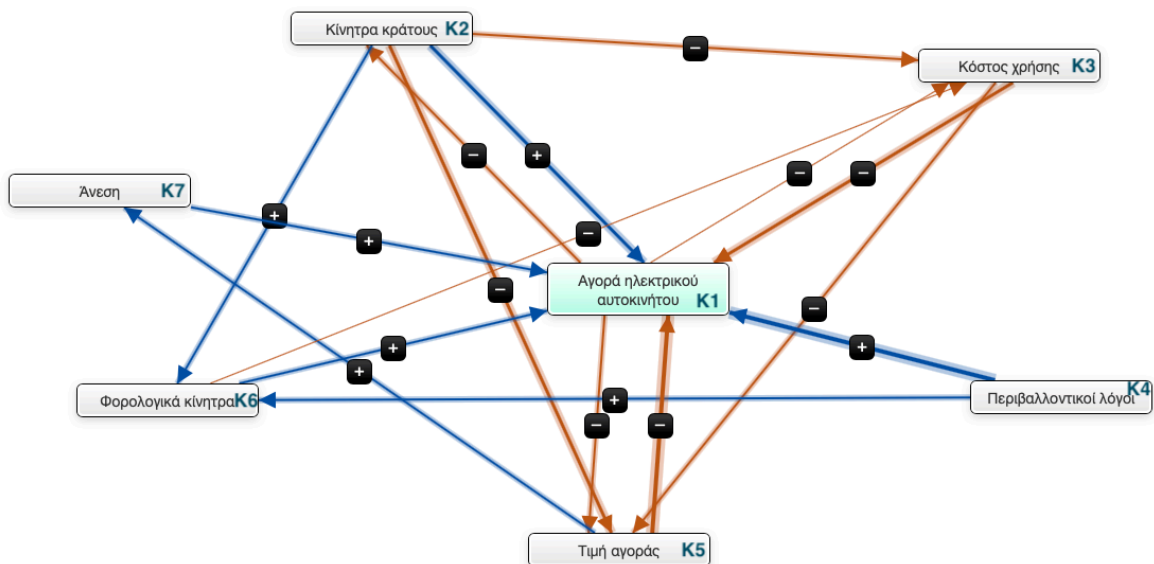 Κίνητρα κράτους K2
Κόστος χρήσης K3
Άνεση K7
Αγορά ηλεκτρικού
αυτοκινήτου K1
Φορολογικά κίνητρα K6
Περιβαλλοντικοί λόγοι K4
Τιμή αγοράς K5
−
−
+
−
−
+
−
+
−
−
+
+
+
+
−
−